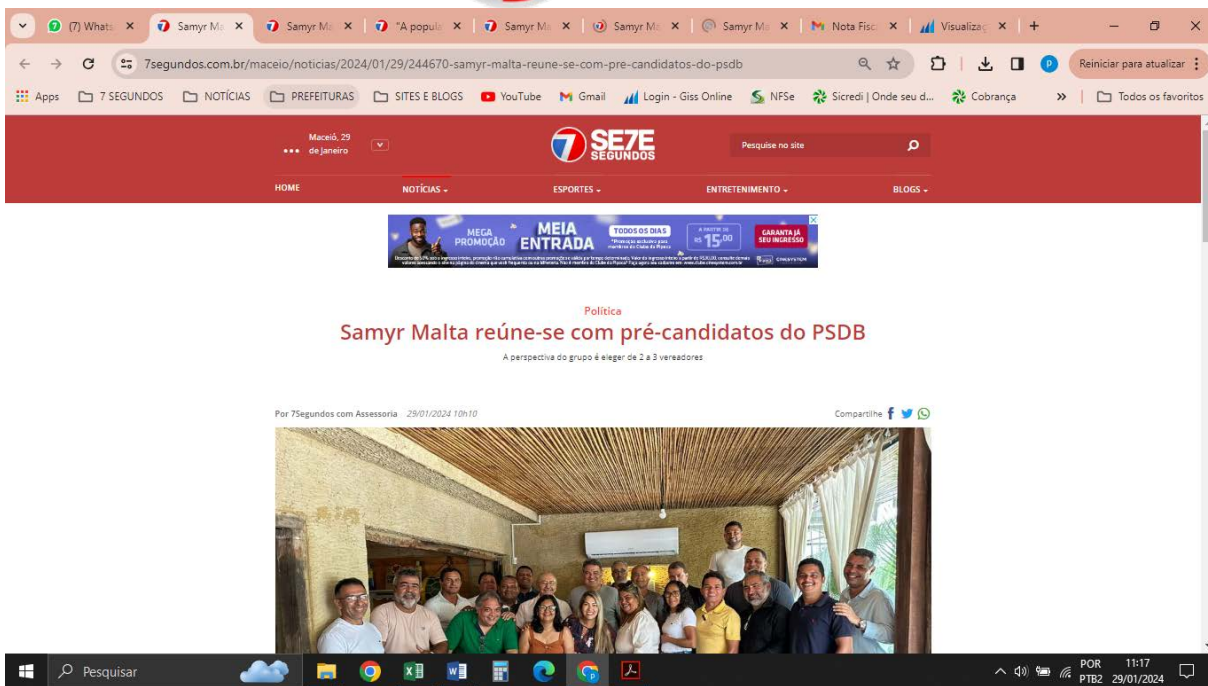 (7) Whats
Samyr Ma
Samyr Ma
"A popula
Samyr Ma
Samyr Ma
Samyr Ma
Nota Fisc
Visualizaç
7segundos.com.br/maceio/noticias/2024/01/29/244670-samyr-malta-reune-se-com-pre-candidatos-do-psdb
Reiniciar para atualizar
Apps
7 SEGUNDOS
NOTÍCIAS
PREFEITURAS
SITES E BLOGS
YouTube
Gmail
Login - Giss Online
NFSe
Sicredi | Onde seu d...
Cobrança
»
Todos os favoritos
Maceió, 29
de Janeiro
7 SE7E
SEGUNDOS
Pesquise no site
HOME
NOTÍCIAS
ESPORTES
ENTRETENIMENTO
BLOGS
MEGA
PROMOÇÃO
MEIA
ENTRADA
TODOS OS DIAS
A PARTIR DE
R$ 15,00
GARANTA JÁ
SEU INGRESSO
Política
Samyr Malta reúne-se com pré-candidatos do PSDB
A perspectiva do grupo é eleger de 2 a 3 vereadores
Por 7Segundos com Assessoria 29/01/2024 10h10
Compartilhe
Pesquisar
POR
PTB2
11:17
29/01/2024